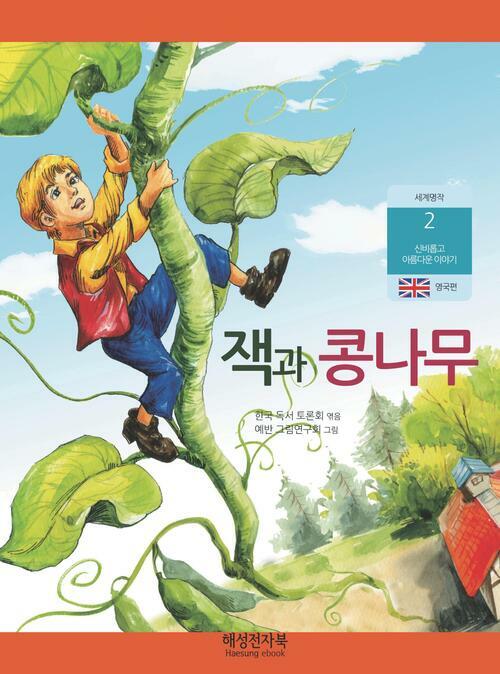 세계명작
2
신비롭고
아름다운 이야기
영국편
잭과 콩나무
한국 독서 토론회 엮음
예반 그림연구회 그림
해성전자북
Haesung ebook